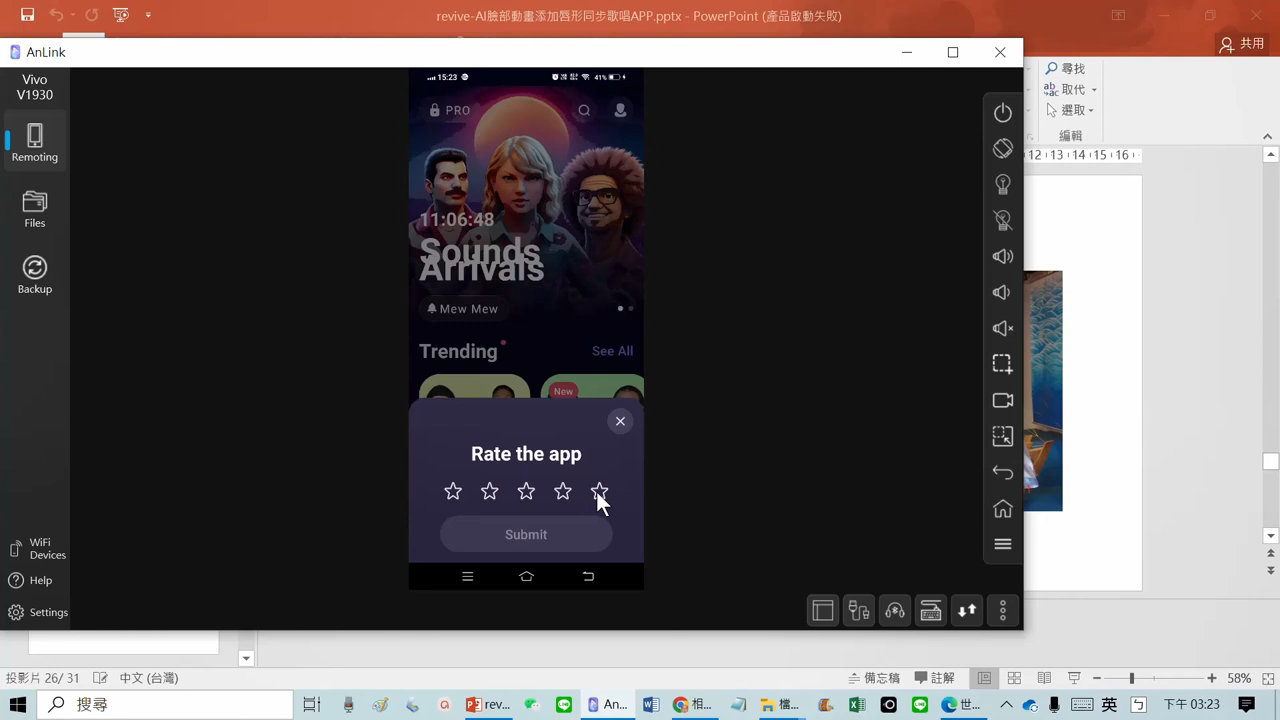 revive-AI臉部動畫添加唇形同步歌唱APP.pptx - PowerPoint (產品啟動失敗)
AnLink
共用
Vivo
V1930
Remoting
Files
Backup
WiFi
Devices
Help
Settings
15:23
41%
PRO
11:06:48
Sounds
Arrivals
Mew Mew
Trending
See All
New
Rate the app
Submit
尋找
取代
選取
編輯
12 13 14 15 16
投影片 26/ 31
中文 (台灣)
備忘稿
註解
58%
搜尋
rev...
An...
相...
檔...
世...
英
下午 03:23